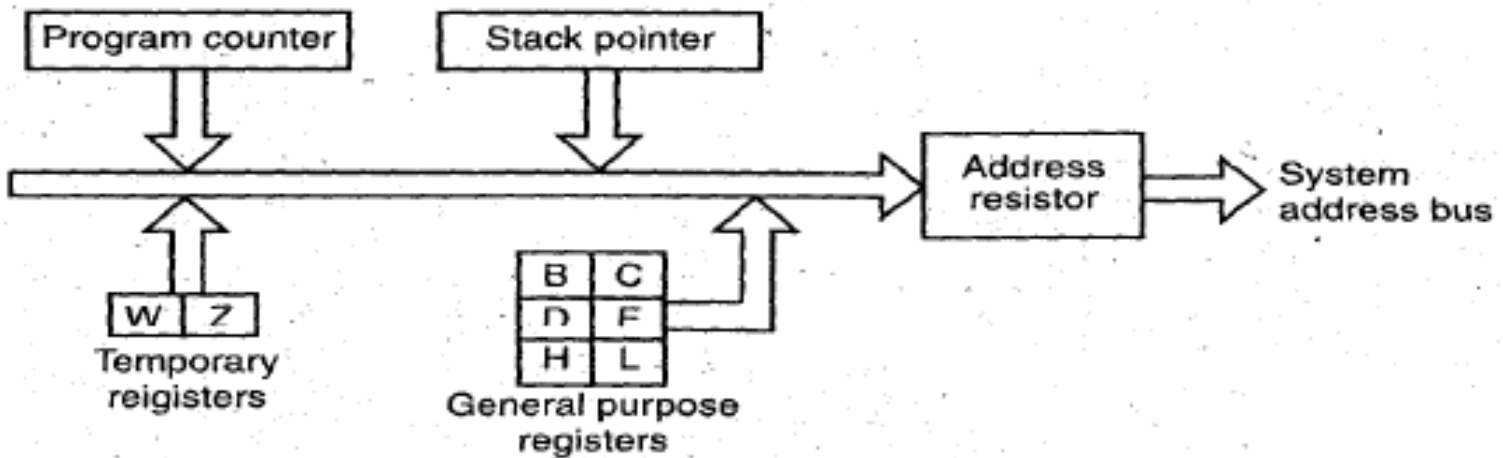 Program counter
Stack pointer
Address
resistor
System
address bus
W Z
Temporary
reigisters
B C
D F
H L
General purpose
registers